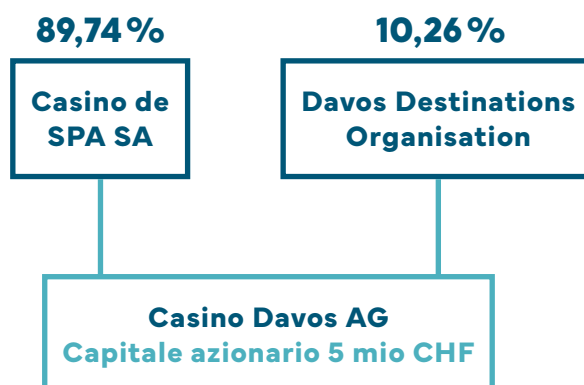 89,74 %
10,26 %
Casino de
SPA SA
Davos Destinations
Organisation
Casino Davos AG
Capitale azionario 5 mio CHF